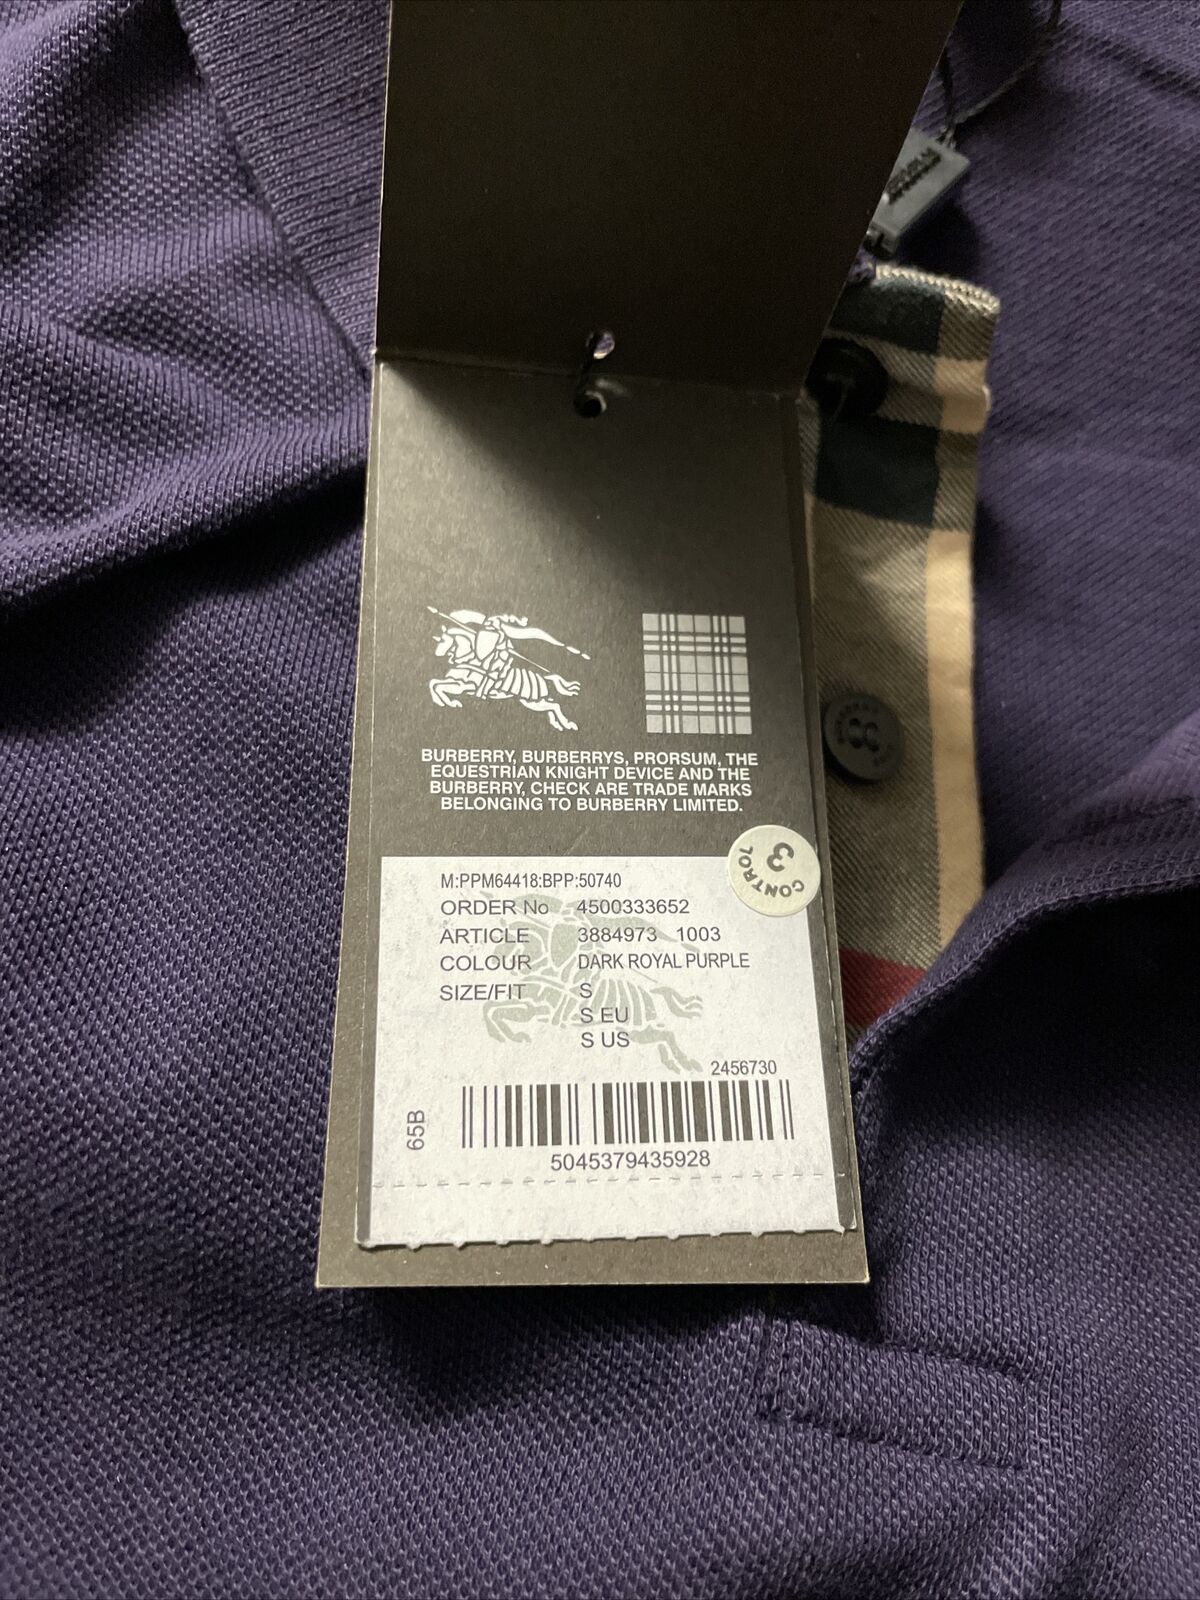 BURBERRY, BURBERRYS, PRORSUM, THE
EQUESTRIAN KNIGHT DEVICE AND THE
BURBERRY, CHECK ARE TRADE MARKS
BELONGING TO BURBERRY LIMITED.
CONTROL
3
M:PPM64418:BPP:50740
ORDER No 4500333652
ARTICLE 3884973 1003
COLOUR DARK ROYAL PURPLE
SIZE/FIT S
S EU
S US
2456730
65B
5045379435928